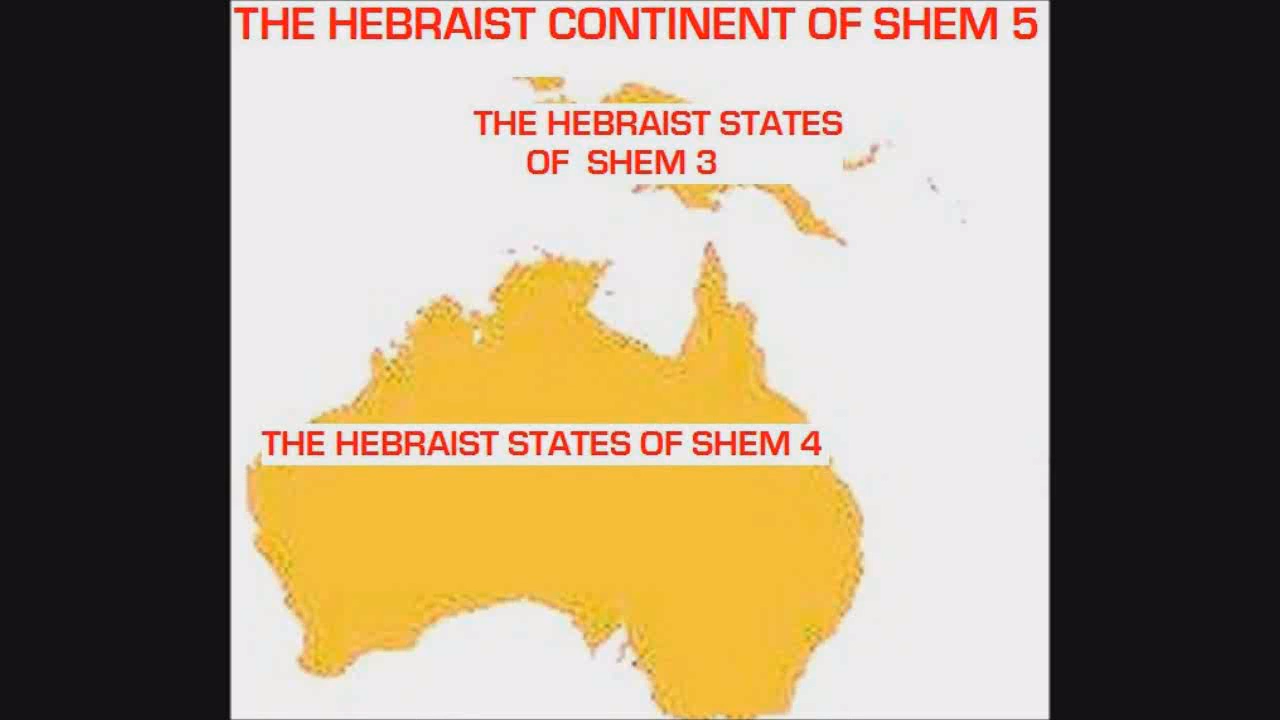 THE HEBRAIST CONTINENT OF SHEM 5
THE HEBRAIST STATES
OF SHEM 3
THE HEBRAIST STATES OF SHEM 4